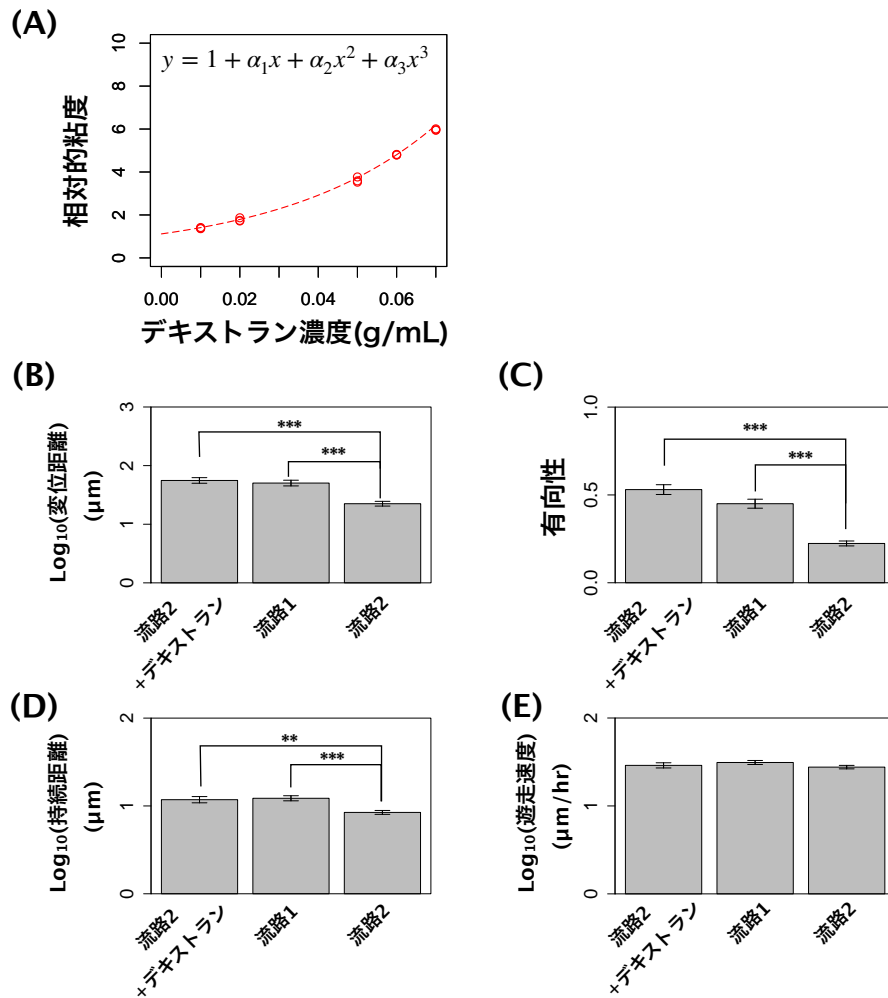 (A)
y = 1 + α₁x + α₂x² + α₃x³
相対的粘度
10
8
6
4
2
0
0.00
0.02
0.04
0.06
デキストラン濃度(g/mL)
(B)
Log₁₀(変位距離)
(μm)
3
2
1
0
***
***
流路2
+デキストラン
流路1
流路2
(C)
有向性
1.0
0.5
0.0
***
***
流路2
+デキストラン
流路1
流路2
(D)
Log₁₀(持続距離)
(μm)
2
1
0
**
***
流路2
+デキストラン
流路1
流路2
(E)
Log₁₀(遊走速度)
(μm/hr)
2
1
0
流路2
+デキストラン
流路1
流路2